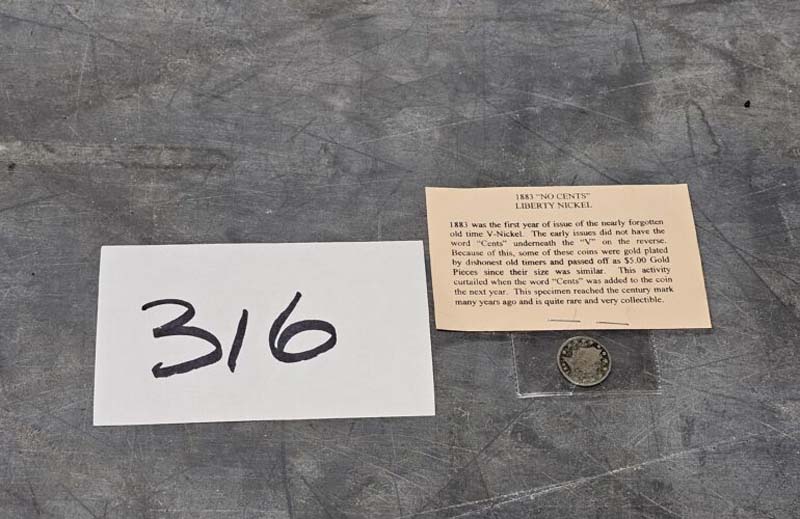 316
1883 "NO CENTS"
LIBERTY NICKEL
1883 was the first year of issue of the nearly forgotten
old time V-Nickel. The early issues did not have the
word "Cents" underneath the "V" on the reverse.
Because of this, some of these coins were gold plated
by dishonest old timers and passed off as $5.00 Gold
Pieces since their size was similar. This activity
curtailed when the word "Cents" was added to the coin
the next year. This specimen reached the century mark
many years ago and is quite rare and very collectible.